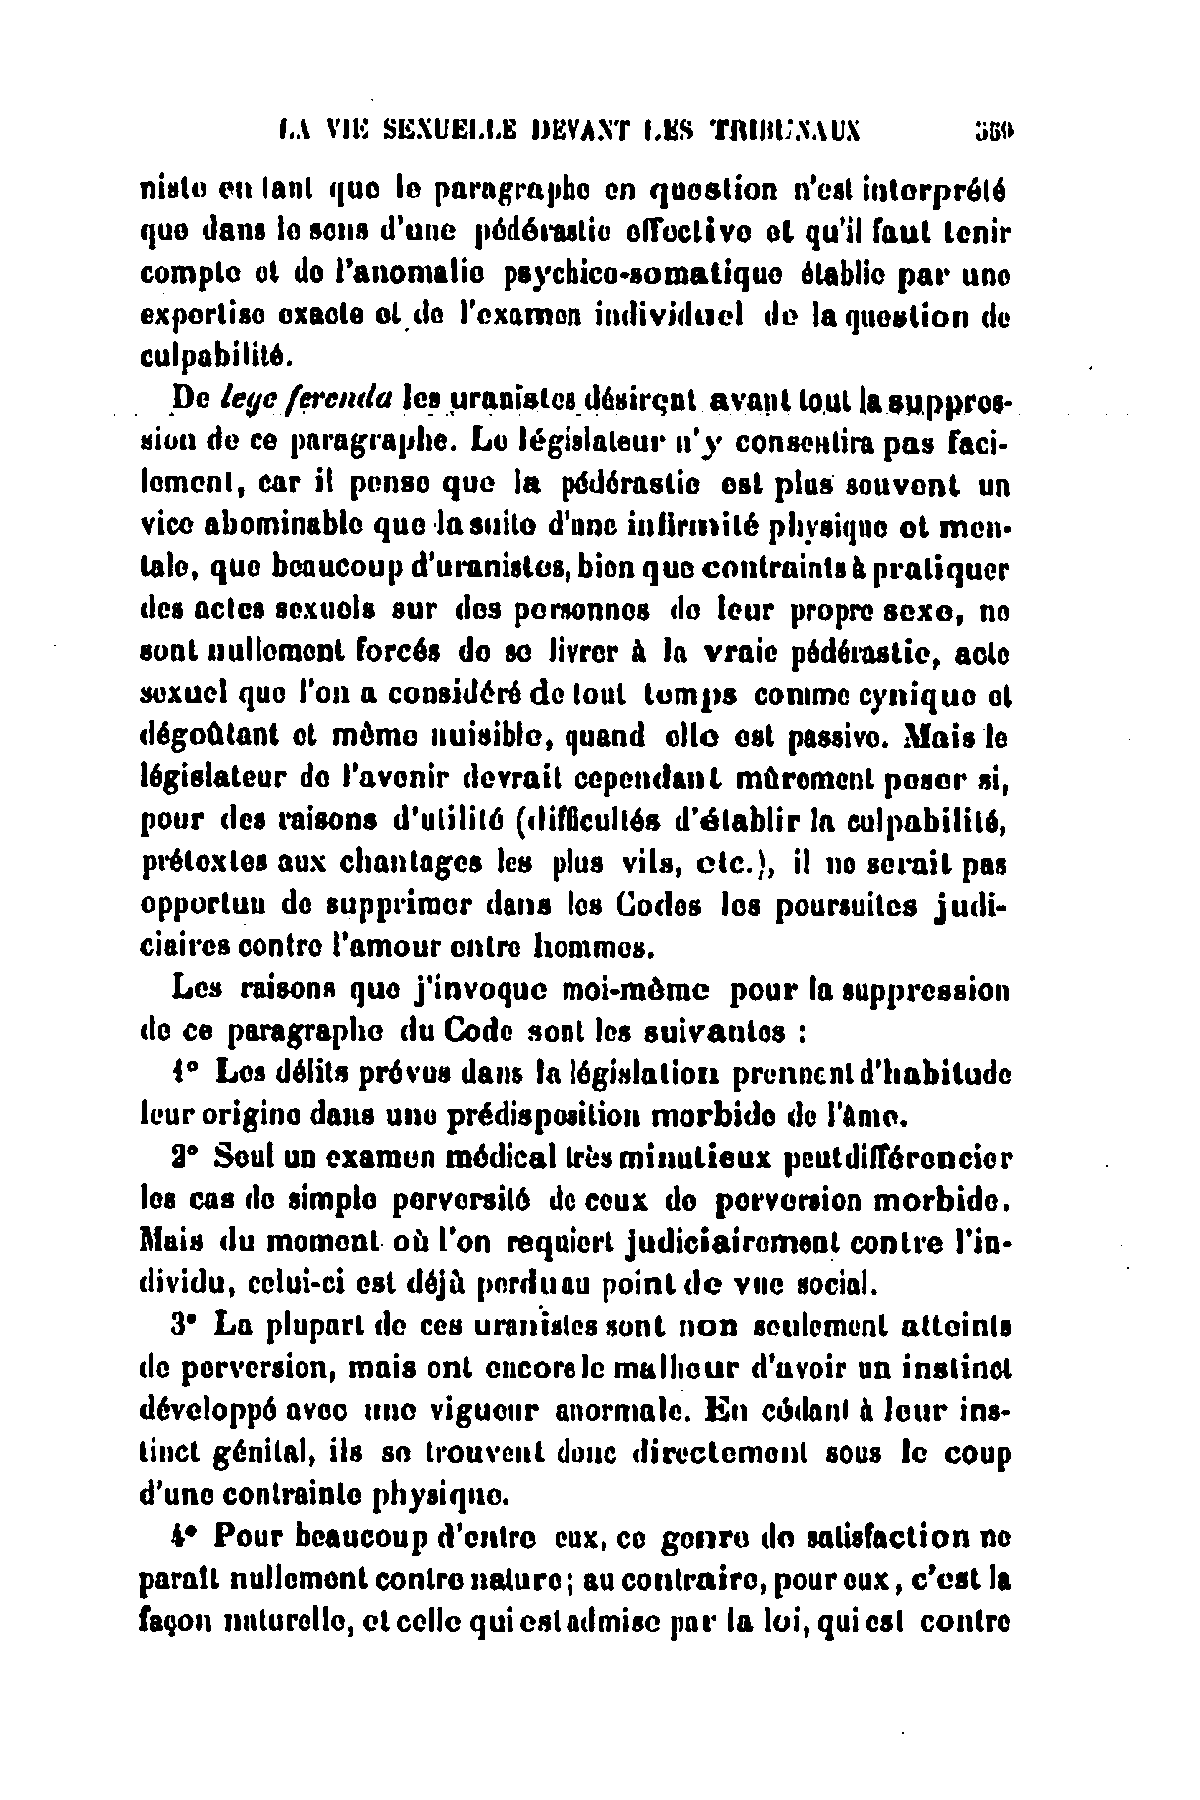 LA VIE SEXUELLE DEVANT LES TRIBUNAUX 559
niste en tant que le paragraphe en question n'est interprété
que dans le sens d'une pédérastie effective et qu'il faut tenir
compte et de l'anomalie psychico-somatique établie par une
expertise exacte et de l'examen individuel de la question de
culpabilité.
De lege ferenda les uranistes désirent avant tout la suppres-
sion de ce paragraphe. Le législateur n'y consentira pas faci-
lement, car il pense que la pédérastie est plus souvent un
vice abominable que la suite d'une infirmité physique et men-
tale, que beaucoup d'uranistes, bien que contraints à pratiquer
des actes sexuels sur des personnes de leur propre sexe, ne
sont nullement forcés de se livrer à la vraie pédérastie, acte
sexuel que l'on a considéré de tout temps comme cynique et
dégoûtant et même nuisible, quand elle est passive. Mais le
législateur de l'avenir devrait cependant mûrement peser si,
pour des raisons d'utilité (difficultés d'établir la culpabilité,
prétextes aux chantages les plus vils, etc.), il ne serait pas
opportun de supprimer dans les Codes les poursuites judi-
ciaires contre l'amour entre hommes.
Les raisons que j'invoque moi-même pour la suppression
de ce paragraphe du Code sont les suivantes :
1° Les délits prévus dans la législation prennent d'habitude
leur origine dans une prédisposition morbide de l'âme.
2° Seul un examen médical très minutieux peut différencier
les cas de simple perversité de ceux de perversion morbide.
Mais du moment où l'on requiert judiciairement contre l'in-
dividu, celui-ci est déjà perdu au point de vue social.
3° La plupart de ces uranistes sont non seulement atteints
de perversion, mais ont encore le malheur d'avoir un instinct
développé avec une vigueur anormale. En cédant à leur ins-
tinct génital, ils se trouvent donc directement sous le coup
d'une contrainte physique.
4° Pour beaucoup d'entre eux, ce genre de satisfaction ne
paraît nullement contre nature ; au contraire, pour eux, c'est la
façon naturelle, et celle qui est admise par la loi, qui est contre